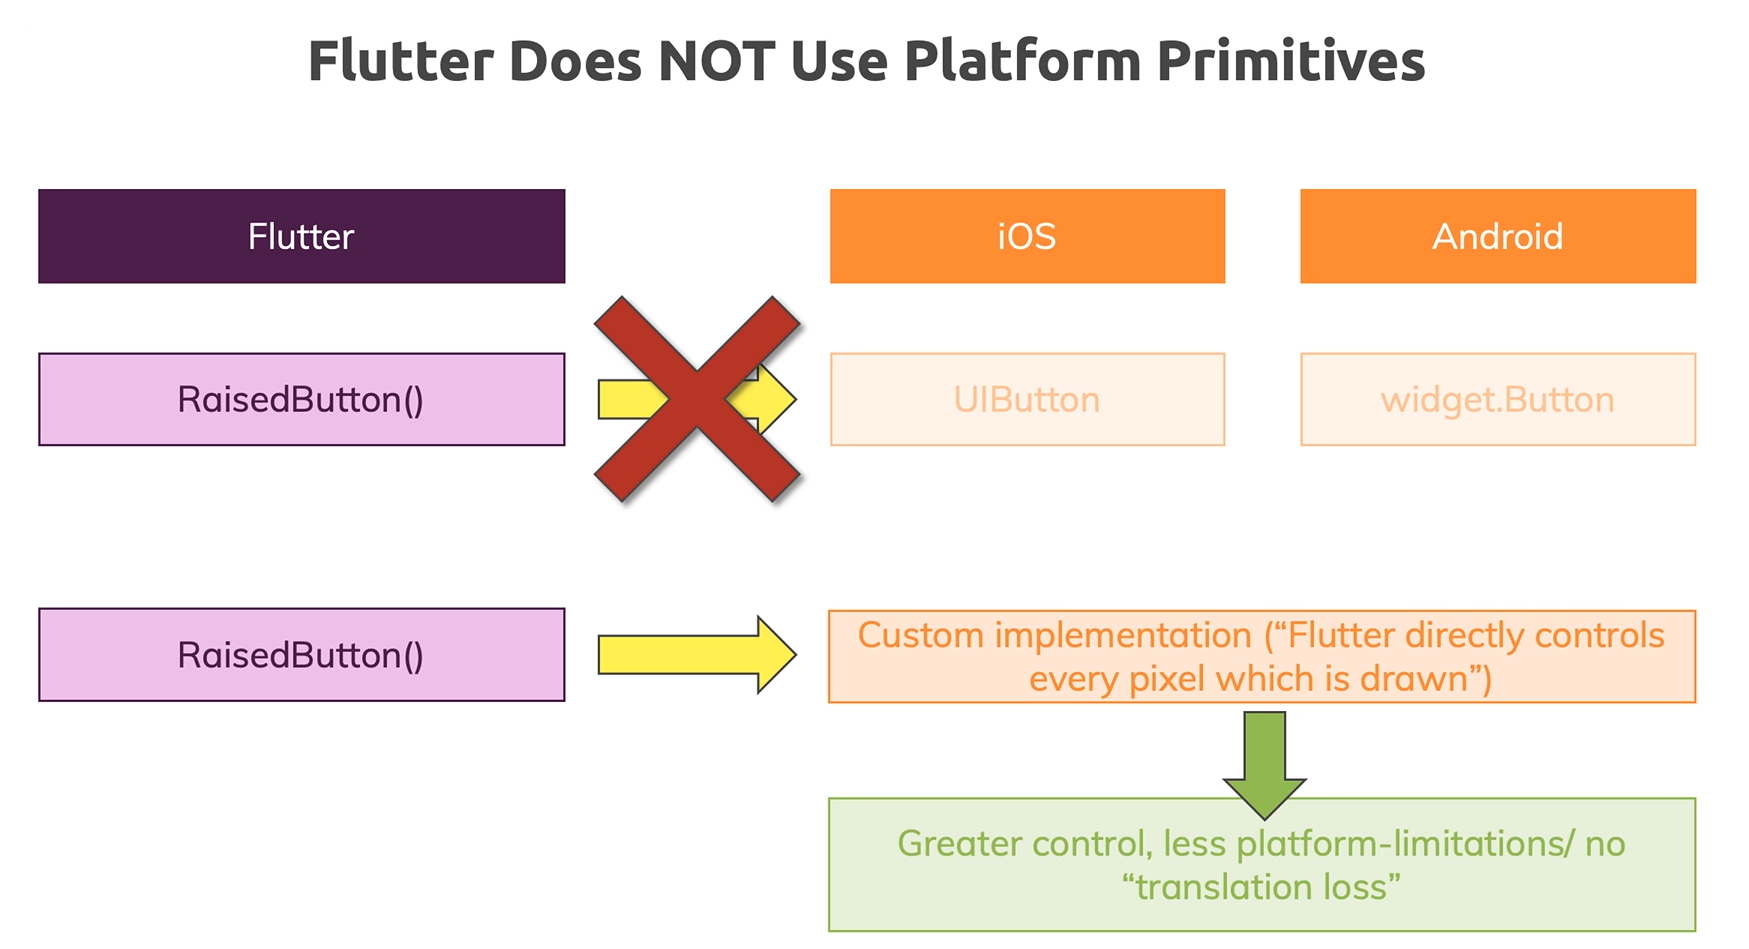 Flutter Does NOT Use Platform Primitives
Flutter
iOS
Android
RaisedButton()
UIButton
widget.Button
RaisedButton()
Custom implementation (“Flutter directly controls
every pixel which is drawn”)
Greater control, less platform-limitations/ no
“translation loss”